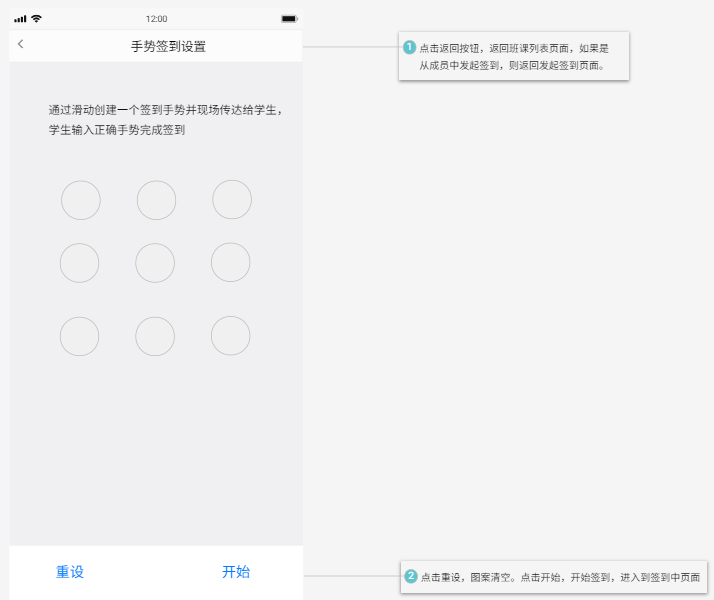 12:00
手势签到设置
1 点击返回按钮，返回班课列表页面，如果是
从成员中发起签到，则返回发起签到页面。
通过滑动创建一个签到手势并现场传达给学生，
学生输入正确手势完成签到
重设
开始
2 点击重设，图案清空。点击开始，开始签到，进入到签到中页面